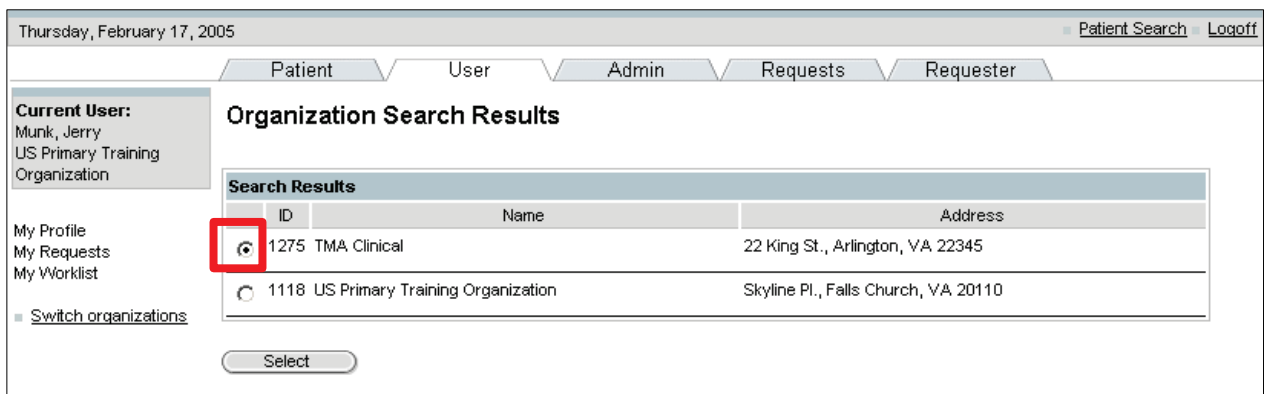 Thursday, February 17, 2005
Patient Search
Logoff
Patient
User
Admin
Requests
Requester
Current User:
Munk, Jerry
US Primary Training
Organization
My Profile
My Requests
My Worklist
Switch organizations
Organization Search Results
Search Results
ID Name Address
1275 TMA Clinical 22 King St., Arlington, VA 22345
1118 US Primary Training Organization Skyline Pl., Falls Church, VA 20110
Select